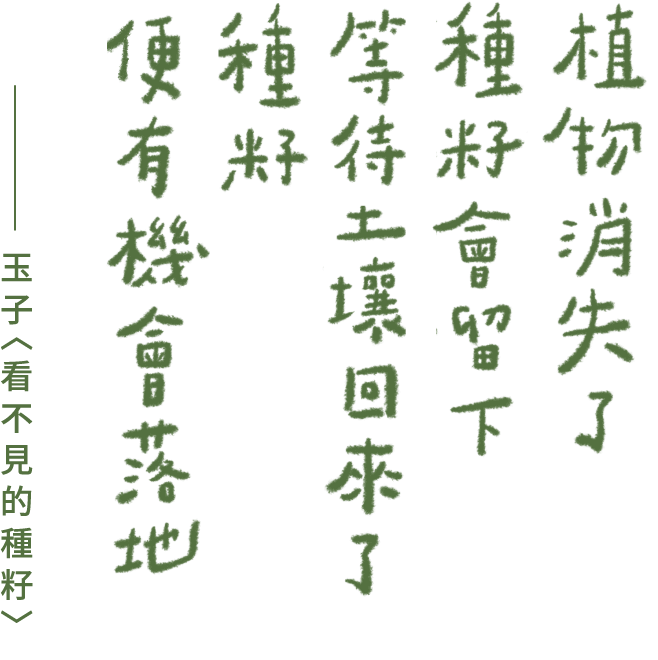 植物消失了
種籽會留下
等待土壤回來了
種籽
便有機會落地
——玉子〈看不見的種籽〉